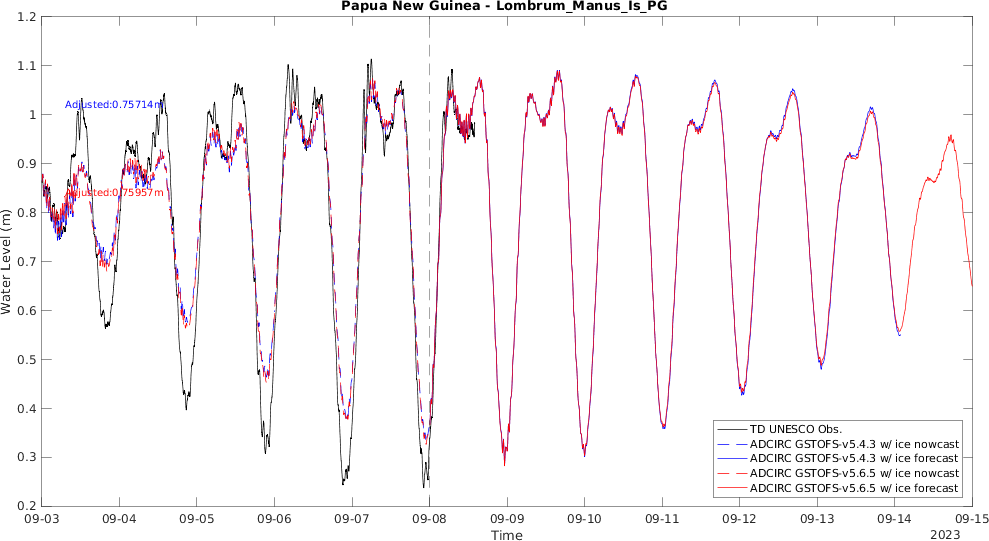 Papua New Guinea - Lombrum_Manus_Is_PG
1.2
1.1
1
0.9
0.8
0.7
0.6
0.5
0.4
0.3
0.2
Water Level (m)
Adjusted:0.75714m
Adjusted:0.75957m
TD UNESCO Obs.
ADCIRC GSTOFS-v5.4.3 w/ ice nowcast
ADCIRC GSTOFS-v5.4.3 w/ ice forecast
ADCIRC GSTOFS-v5.6.5 w/ ice nowcast
ADCIRC GSTOFS-v5.6.5 w/ ice forecast
09-03 09-04 09-05 09-06 09-07 09-08 09-09 09-10 09-11 09-12 09-13 09-14 09-15
Time
2023